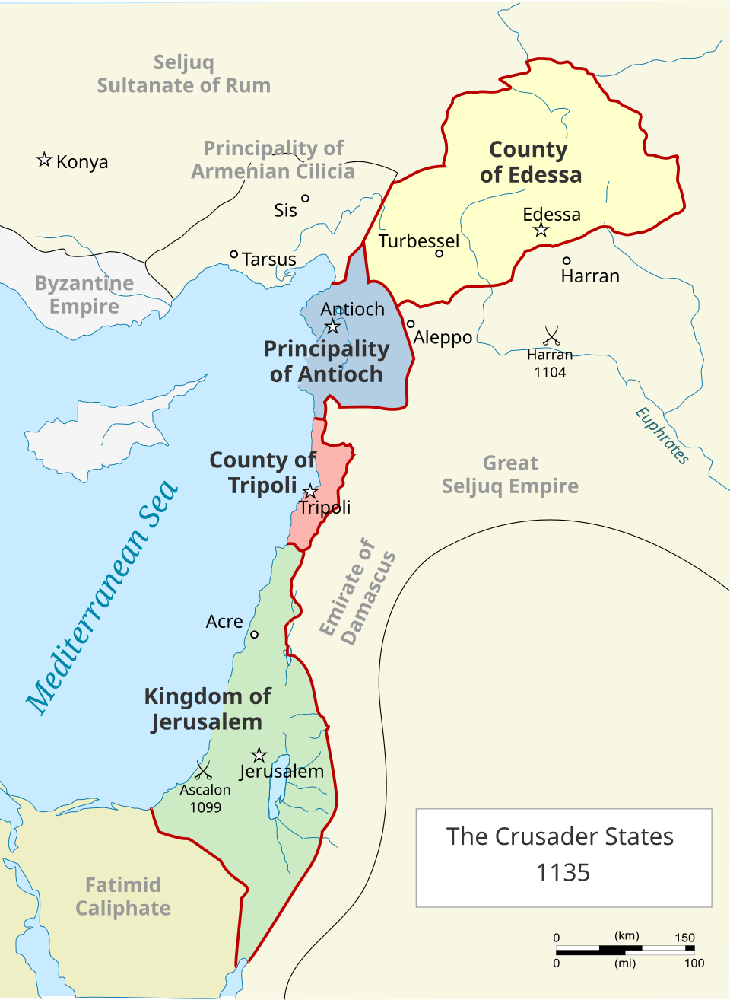 Seljuq
Sultanate of Rum
Principality of
Armenian Cilicia
County
of Edessa
Konya
Sis
Edessa
Turbessel
Tarsus
Harran
Byzantine
Empire
Antioch
Aleppo
Principality
of Antioch
Harran
1104
Euphrates
County of
Tripoli
Great
Seljuq Empire
Tripoli
Mediterranean Sea
Emirate of
Damascus
Acre
Kingdom of
Jerusalem
Jerusalem
Ascalon
1099
The Crusader States
1135
Fatimid
Caliphate
0 (km) 150
0 (mi) 100